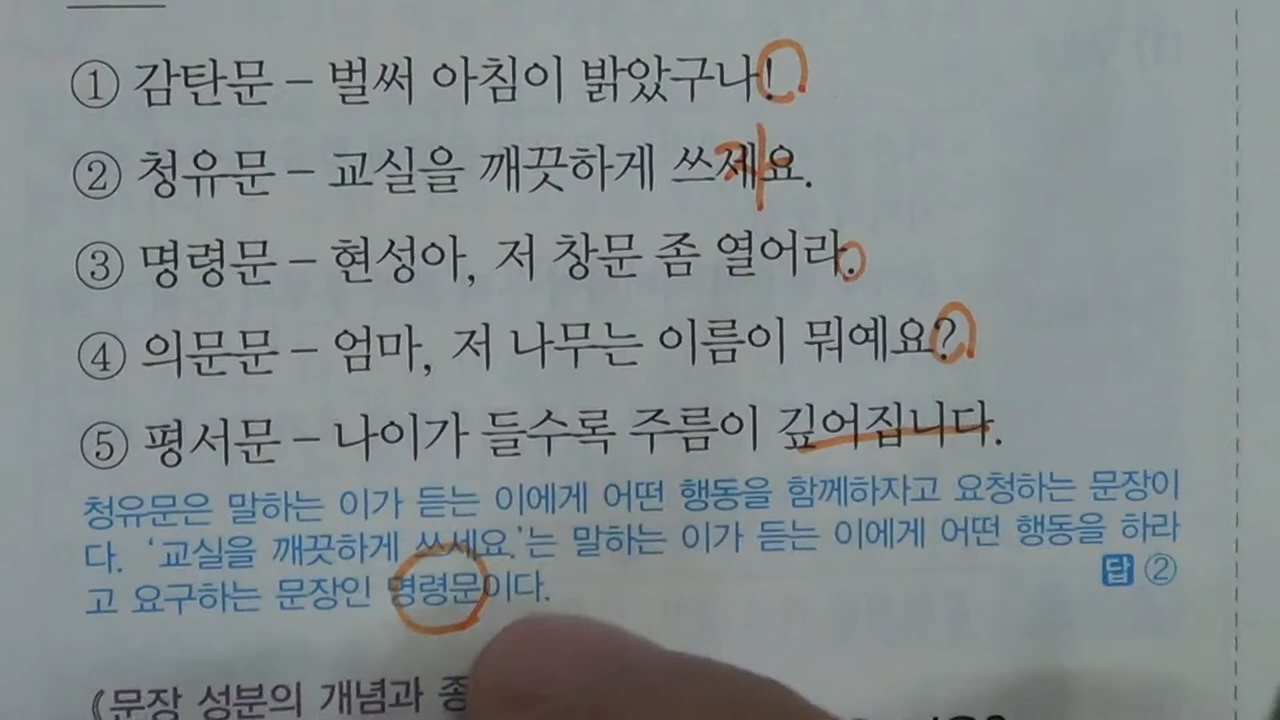 ① 감탄문 – 벌써 아침이 밝았구나!
② 청유문 – 교실을 깨끗하게 쓰세요.
③ 명령문 – 현성아, 저 창문 좀 열어라.
④ 의문문 – 엄마, 저 나무는 이름이 뭐예요?
⑤ 평서문 – 나이가 들수록 주름이 깊어집니다.
청유문은 말하는 이가 듣는 이에게 어떤 행동을 함께하자고 요청하는 문장이
다. ‘교실을 깨끗하게 쓰세요.’는 말하는 이가 듣는 이에게 어떤 행동을 하라
고 요구하는 문장인 명령문이다. 답 ②
《문장 성분의 개념과 종